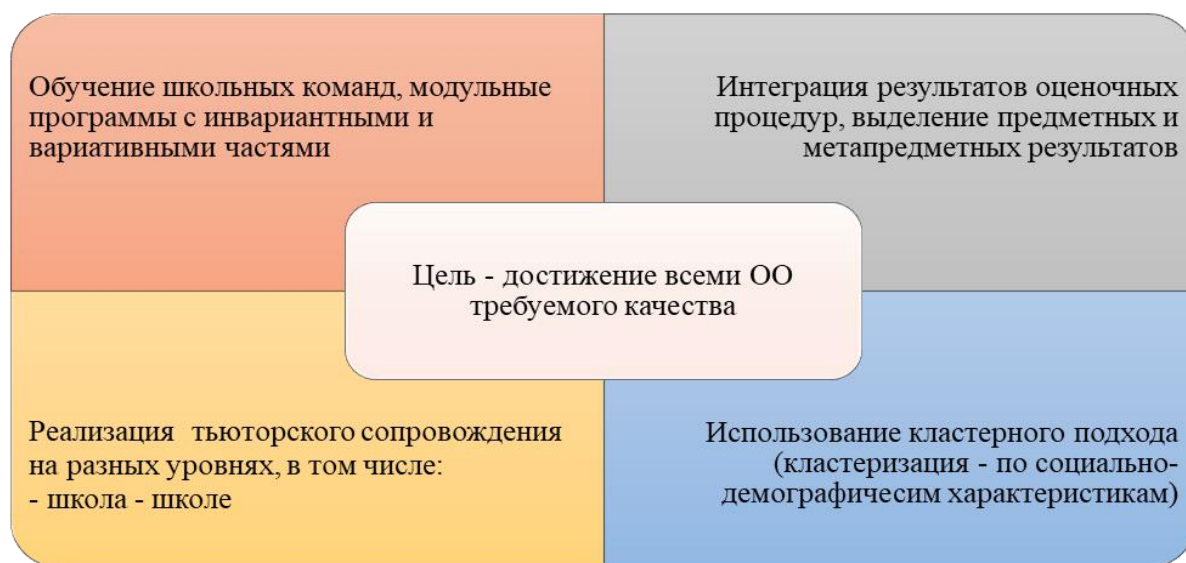 Обучение школьных команд, модульные
программы с инвариантными и
вариативными частями
Интеграция результатов оценочных
процедур, выделение предметных и
метапредметных результатов
Цель - достижение всеми ОО
требуемого качества
Реализация тьюторского сопровождения
на разных уровнях, в том числе:
- школа - школе
Использование кластерного подхода
(кластеризация - по социально-
демографичесим характеристикам)